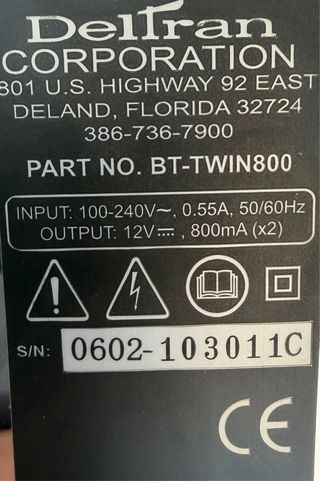 Deltran
CORPORATION
801 U.S. HIGHWAY 92 EAST
DELAND, FLORIDA 32724
386-736-7900
PART NO. BT-TWIN800
INPUT: 100-240V~, 0.55A, 50/60Hz
OUTPUT: 12V⎓, 800mA (x2)
S/N: 0602-103011C
CE